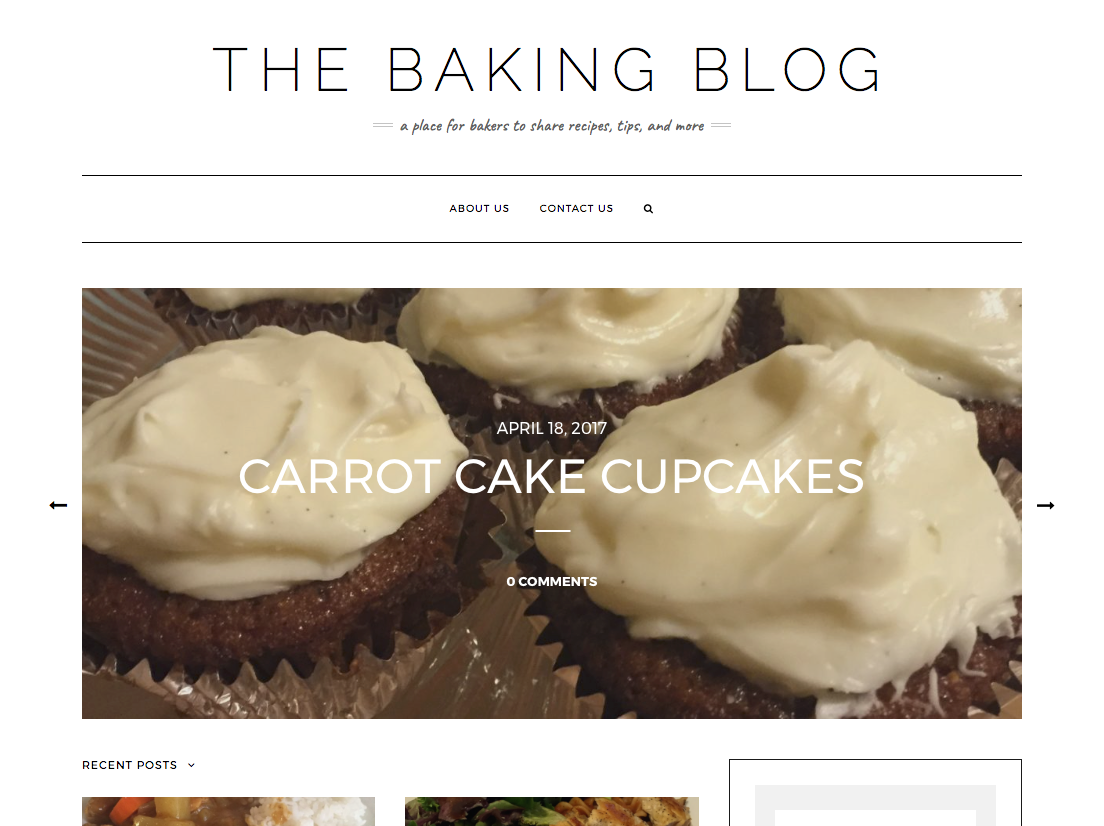 THE BAKING BLOG
a place for bakers to share recipes, tips, and more
ABOUT US CONTACT US
APRIL 18, 2017
CARROT CAKE CUPCAKES
0 COMMENTS
RECENT POSTS